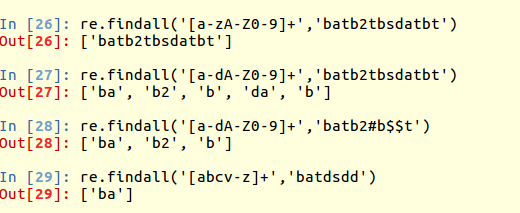 In [26]: re.findall('[a-zA-Z0-9]+','batb2tbsdatbt')
Out[26]: ['batb2tbsdatbt']
In [27]: re.findall('[a-dA-Z0-9]+','batb2tbsdatbt')
Out[27]: ['ba', 'b2', 'b', 'da', 'b']
In [28]: re.findall('[a-dA-Z0-9]+','batb2#b$$t')
Out[28]: ['ba', 'b2', 'b']
In [29]: re.findall('[abcv-z]+','batdsdd')
Out[29]: ['ba']